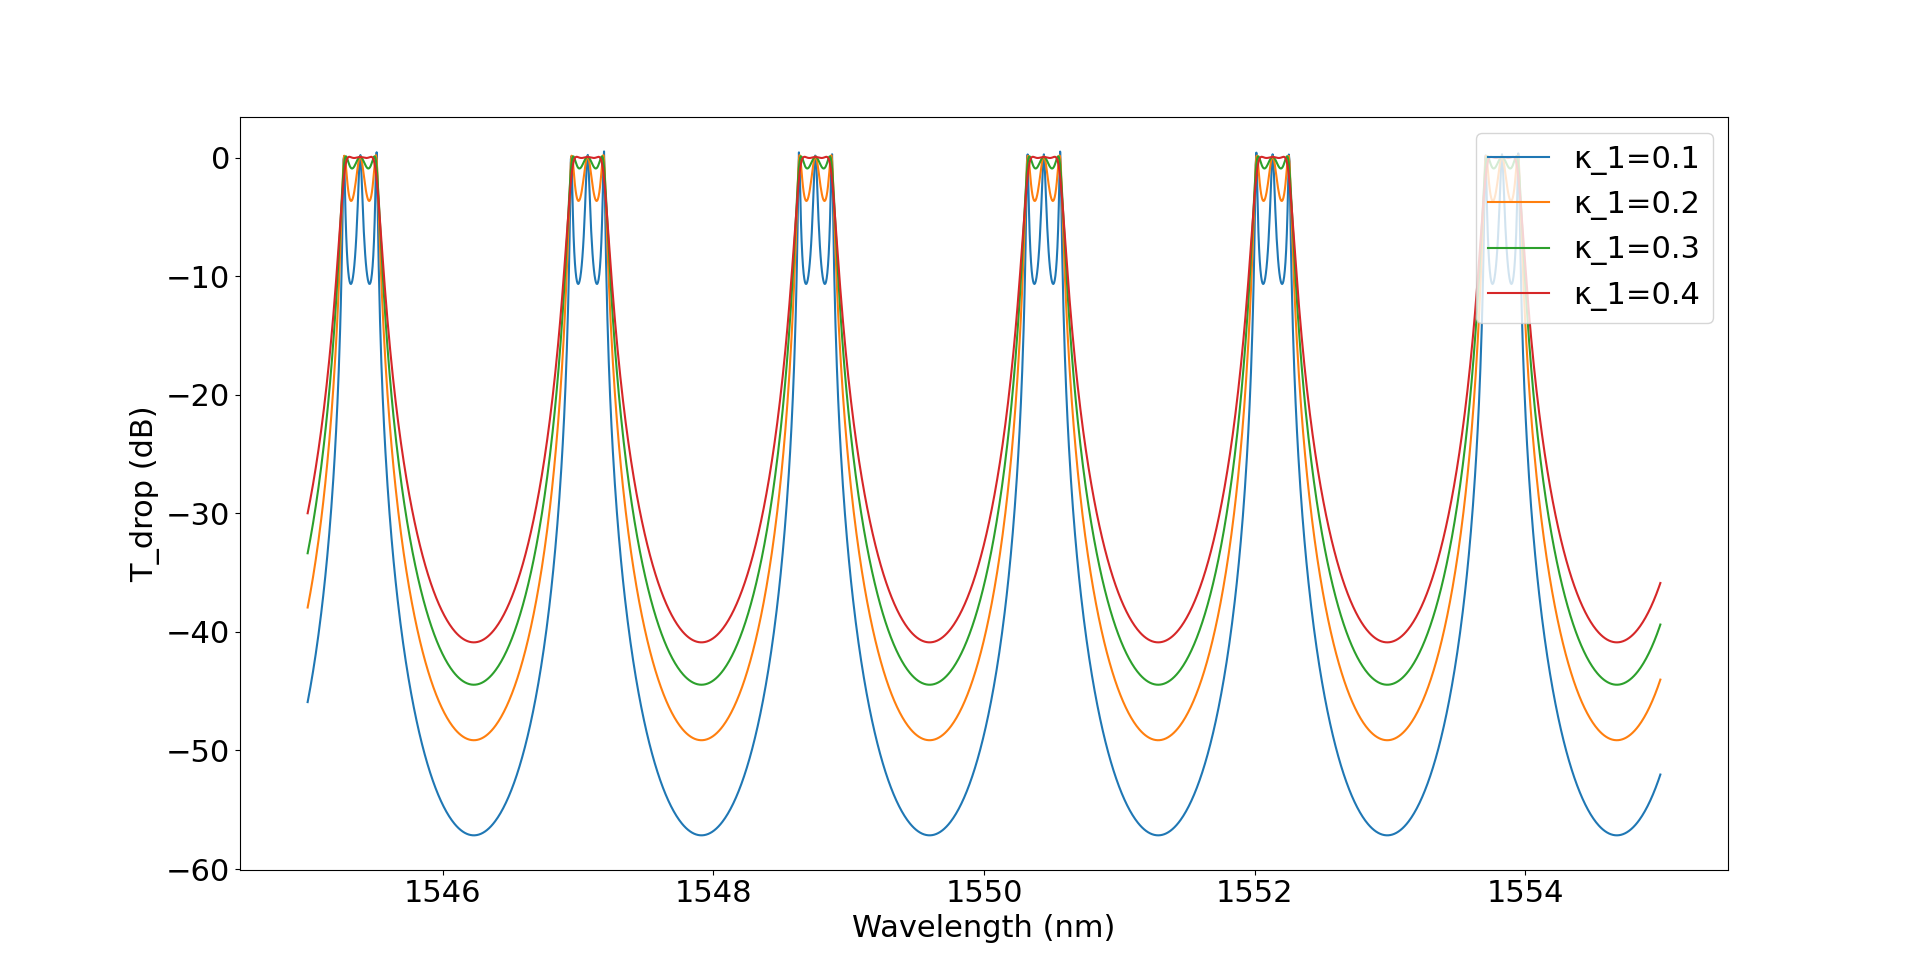 0
−10
−20
−30
−40
−50
−60
T_drop (dB)
1546 1548 1550 1552 1554
Wavelength (nm)
κ_1=0.1
κ_1=0.2
κ_1=0.3
κ_1=0.4